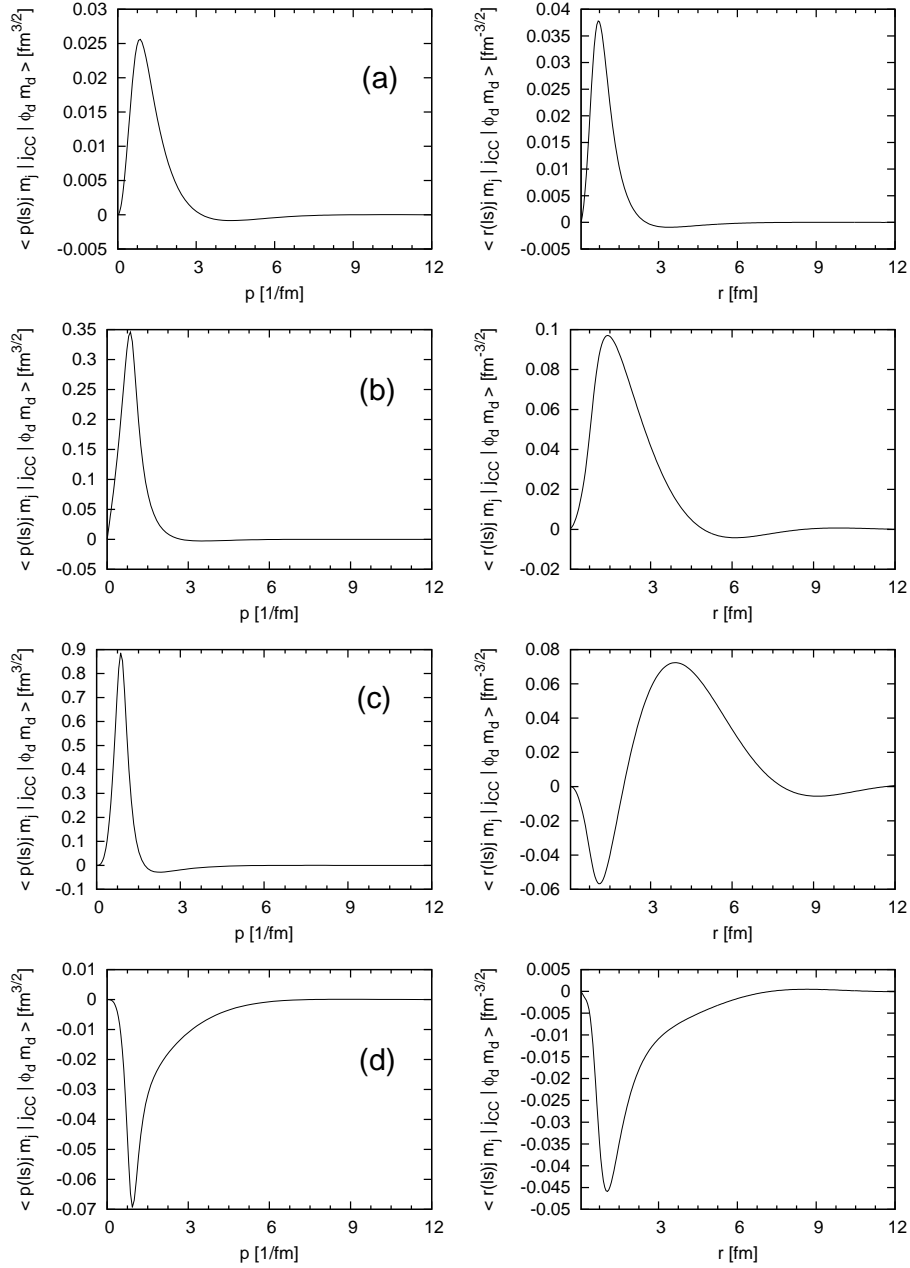 < p(ls)j m_j | j_CC | ϕ_d m_d > [fm^3/2]
0.03
0.025
0.02
0.015
0.01
0.005
0
-0.005
0 3 6 9 12
p [1/fm]
(a)
< r(ls)j m_j | j_CC | ϕ_d m_d > [fm^-3/2]
0.04
0.035
0.03
0.025
0.02
0.015
0.01
0.005
0
-0.005
3 6 9 12
r [fm]
< p(ls)j m_j | j_CC | ϕ_d m_d > [fm^3/2]
0.35
0.3
0.25
0.2
0.15
0.1
0.05
0
-0.05
0 3 6 9 12
p [1/fm]
(b)
< r(ls)j m_j | j_CC | ϕ_d m_d > [fm^-3/2]
0.1
0.08
0.06
0.04
0.02
0
-0.02
3 6 9 12
r [fm]
< p(ls)j m_j | j_CC | ϕ_d m_d > [fm^3/2]
0.9
0.8
0.7
0.6
0.5
0.4
0.3
0.2
0.1
0
-0.1
0 3 6 9 12
p [1/fm]
(c)
< r(ls)j m_j | j_CC | ϕ_d m_d > [fm^-3/2]
0.08
0.06
0.04
0.02
0
-0.02
-0.04
-0.06
3 6 9 12
r [fm]
< p(ls)j m_j | j_CC | ϕ_d m_d > [fm^3/2]
0.01
0
-0.01
-0.02
-0.03
-0.04
-0.05
-0.06
-0.07
0 3 6 9 12
p [1/fm]
(d)
< r(ls)j m_j | j_CC | ϕ_d m_d > [fm^-3/2]
0.005
0
-0.005
-0.01
-0.015
-0.02
-0.025
-0.03
-0.035
-0.04
-0.045
-0.05
3 6 9 12
r [fm]